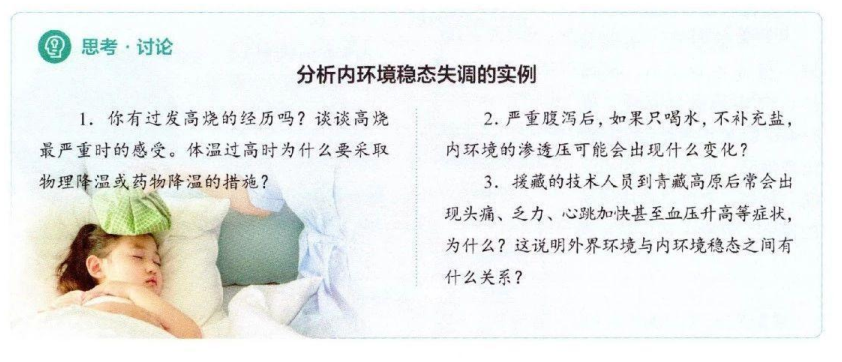 思考·讨论
分析内环境稳态失调的实例
1. 你有过发高烧的经历吗？谈谈高烧
最严重时的感受。体温过高时为什么要采取
物理降温或药物降温的措施？
2. 严重腹泻后，如果只喝水，不补充盐，
内环境的渗透压可能会出现什么变化？
3. 援藏的技术人员到青藏高原后常会出
现头痛、乏力、心跳加快甚至血压升高等症状，
为什么？这说明外界环境与内环境稳态之间有
什么关系？